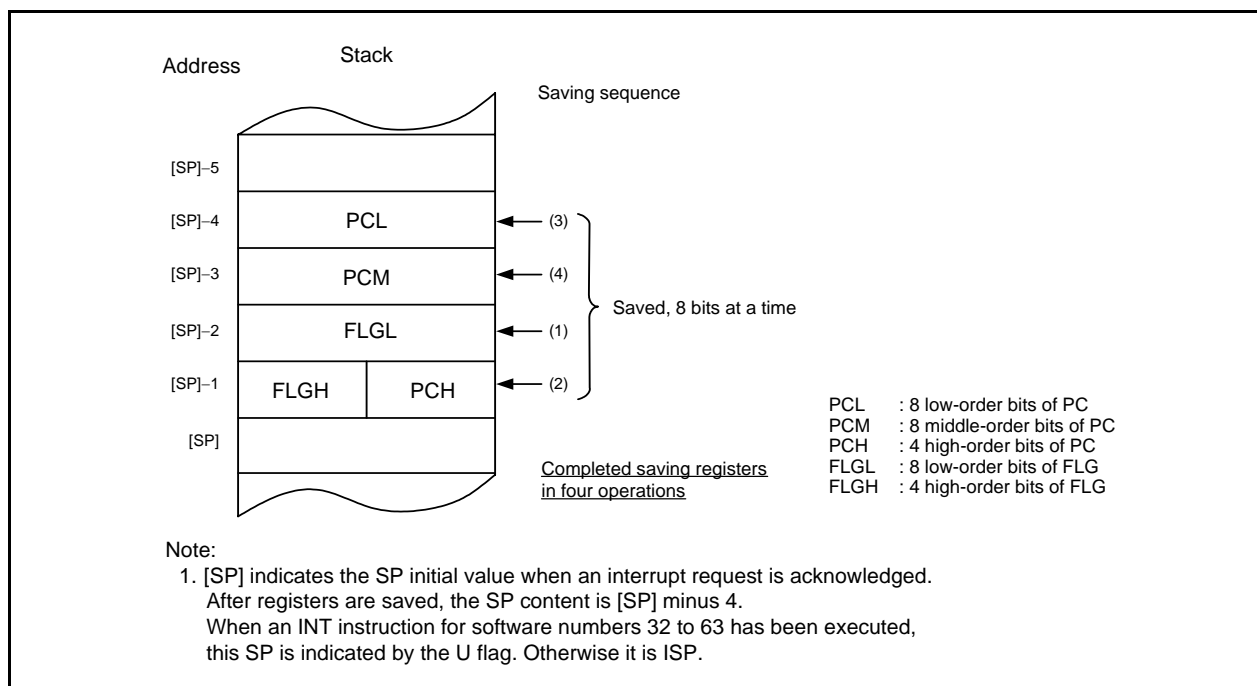 Address
Stack
Saving sequence
[SP]−5
[SP]−4 PCL (3)
[SP]−3 PCM (4)
Saved, 8 bits at a time
[SP]−2 FLGL (1)
[SP]−1 FLGH PCH (2)
[SP]
PCL : 8 low-order bits of PC
PCM : 8 middle-order bits of PC
PCH : 4 high-order bits of PC
FLGL : 8 low-order bits of FLG
FLGH : 4 high-order bits of FLG
Completed saving registers
in four operations
Note:
1. [SP] indicates the SP initial value when an interrupt request is acknowledged.
After registers are saved, the SP content is [SP] minus 4.
When an INT instruction for software numbers 32 to 63 has been executed,
this SP is indicated by the U flag. Otherwise it is ISP.